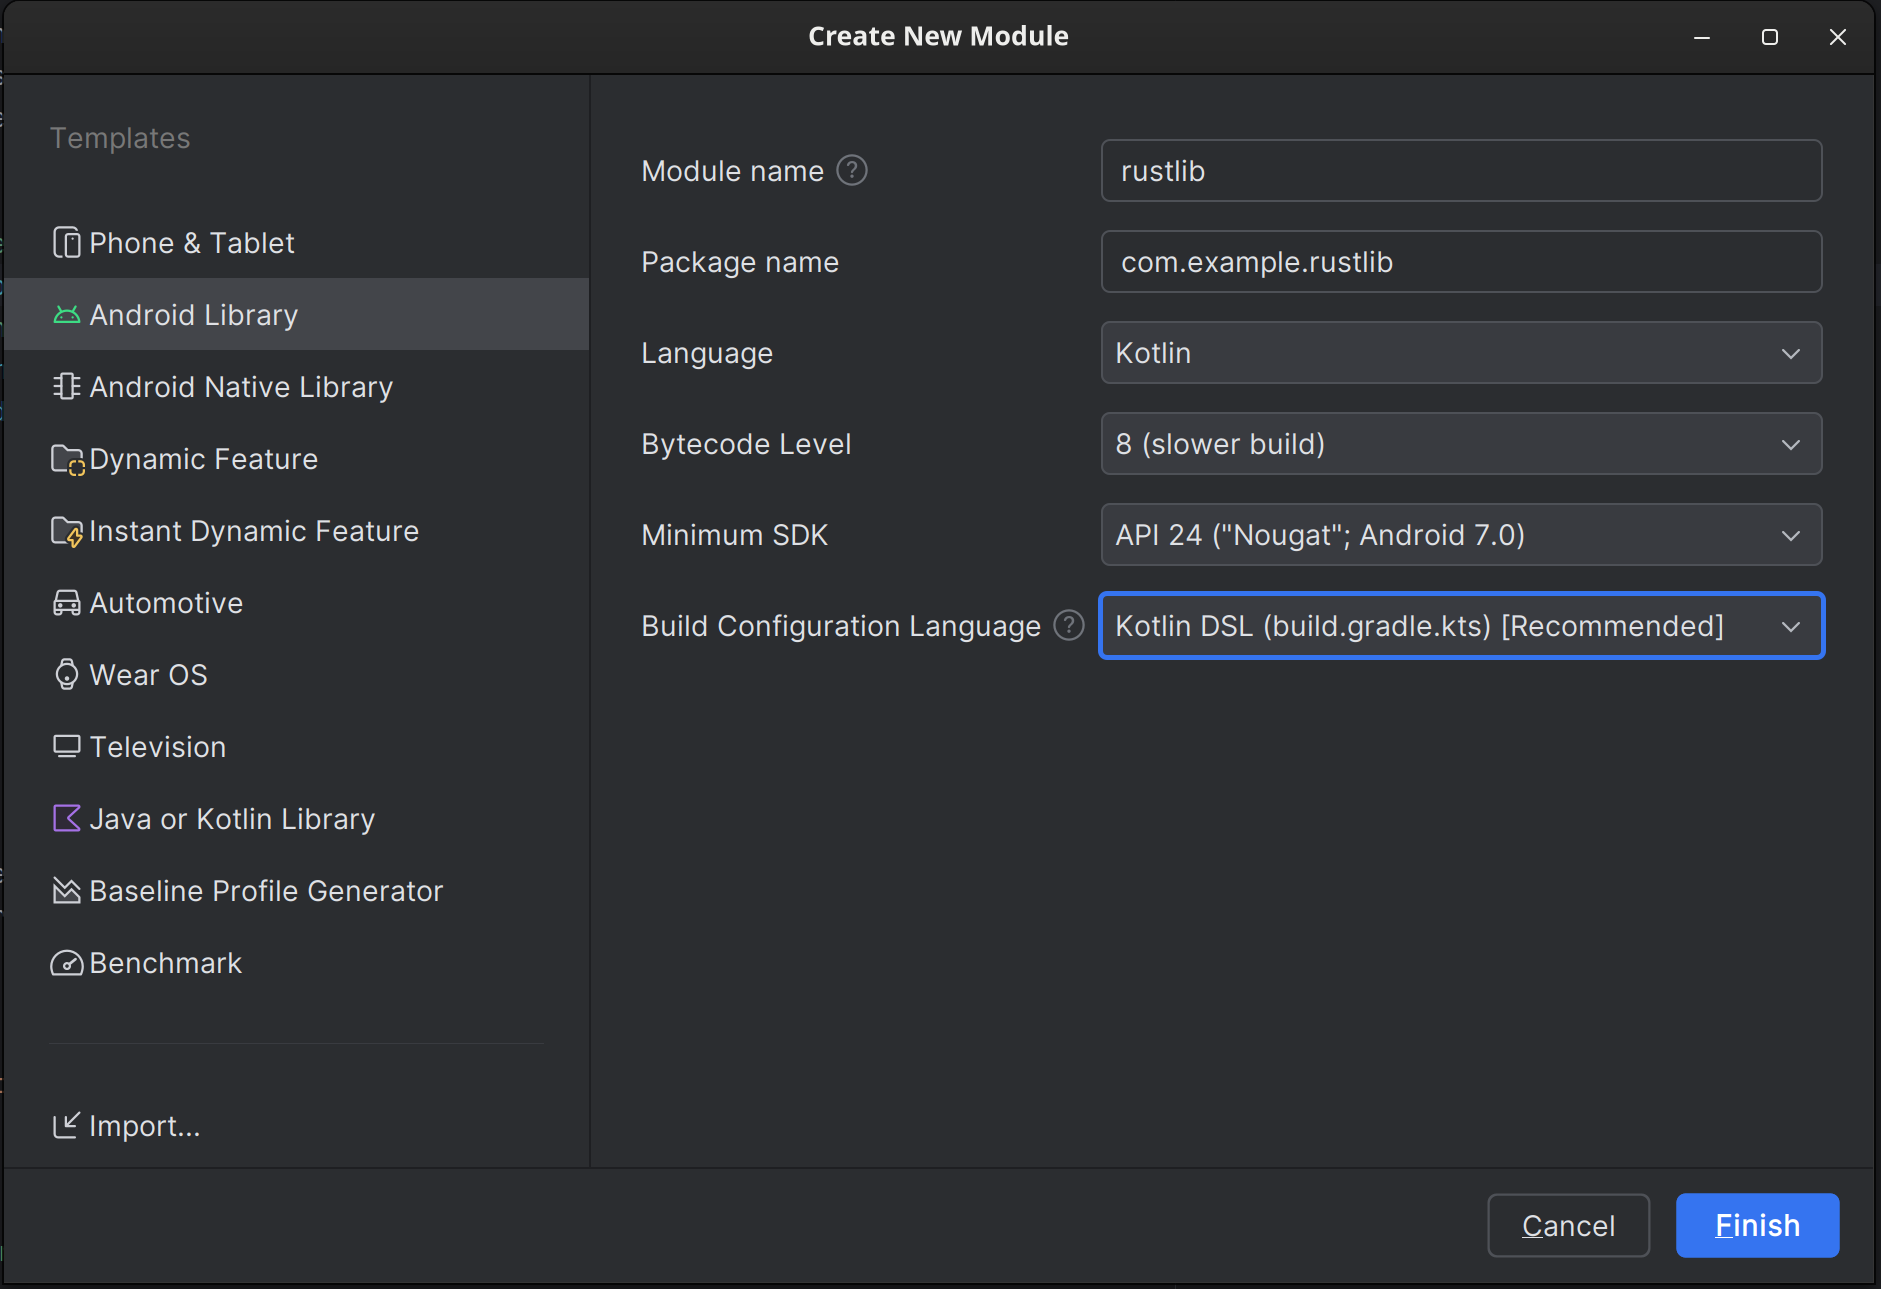 Create New Module
Templates
Phone & Tablet
Android Library
Android Native Library
Dynamic Feature
Instant Dynamic Feature
Automotive
Wear OS
Television
Java or Kotlin Library
Baseline Profile Generator
Benchmark
Import...
Module name ?
rustlib
Package name
com.example.rustlib
Language
Kotlin
Bytecode Level
8 (slower build)
Minimum SDK
API 24 ("Nougat"; Android 7.0)
Build Configuration Language ?
Kotlin DSL (build.gradle.kts) [Recommended]
Cancel
Finish